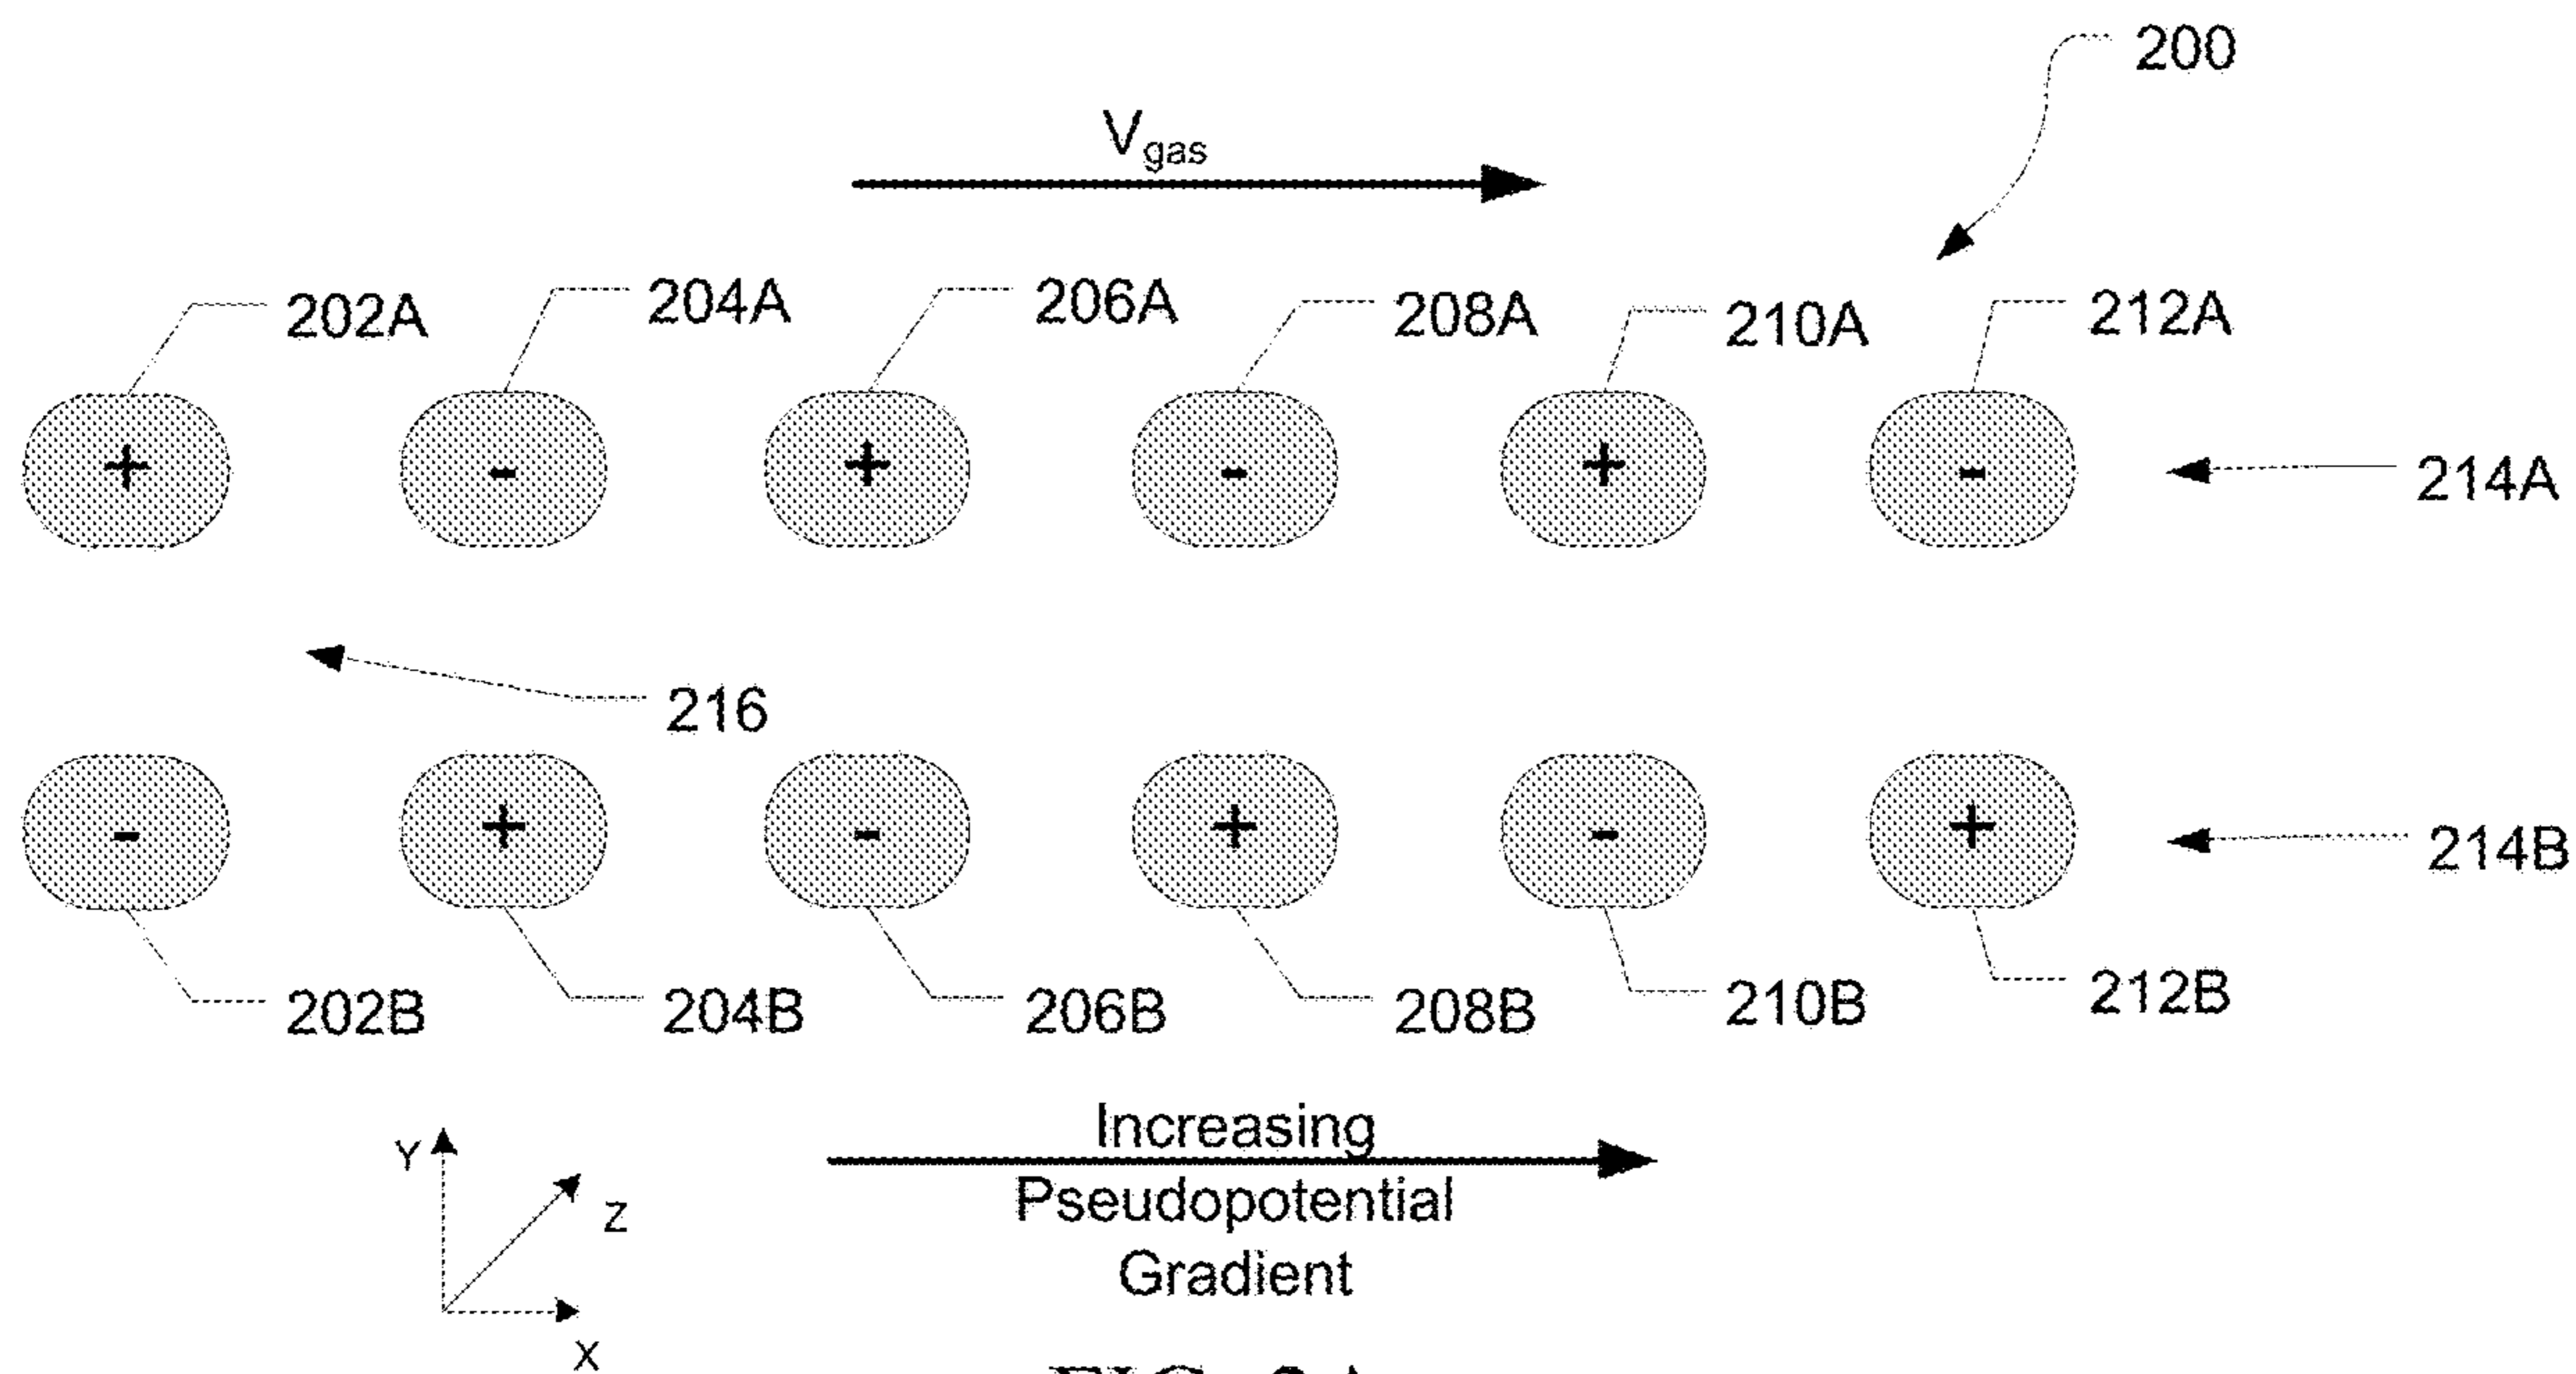 200
Vgas
202A
204A
206A
208A
210A
212A
+ - + - + -
214A
216
- + - + - +
214B
202B
204B
206B
208B
210B
212B
Increasing
Pseudopotential
Gradient
Y
Z
X